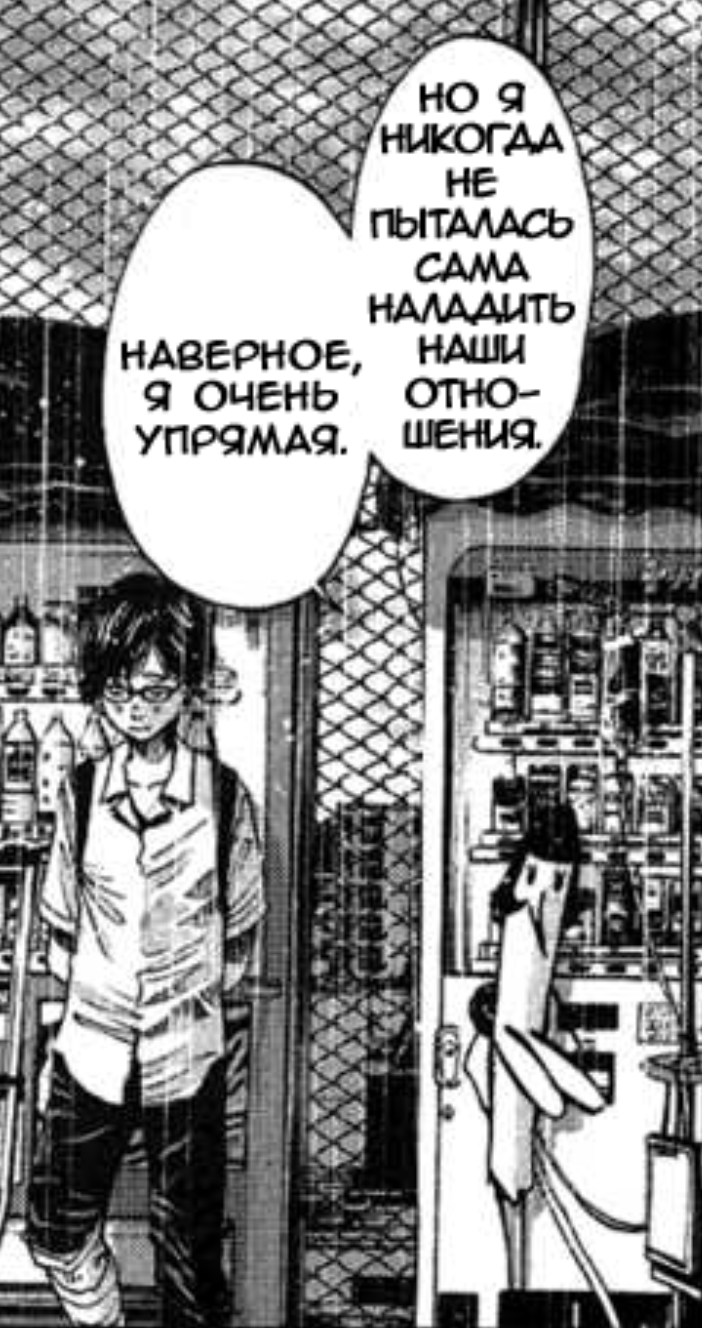 НО Я
НИКОГДА
НЕ
ПЫТАЛАСЬ
САМА
НАЛАДИТЬ
НАШИ
ОТНО-
ШЕНИЯ.
НАВЕРНОЕ,
Я ОЧЕНЬ
УПРЯМАЯ.